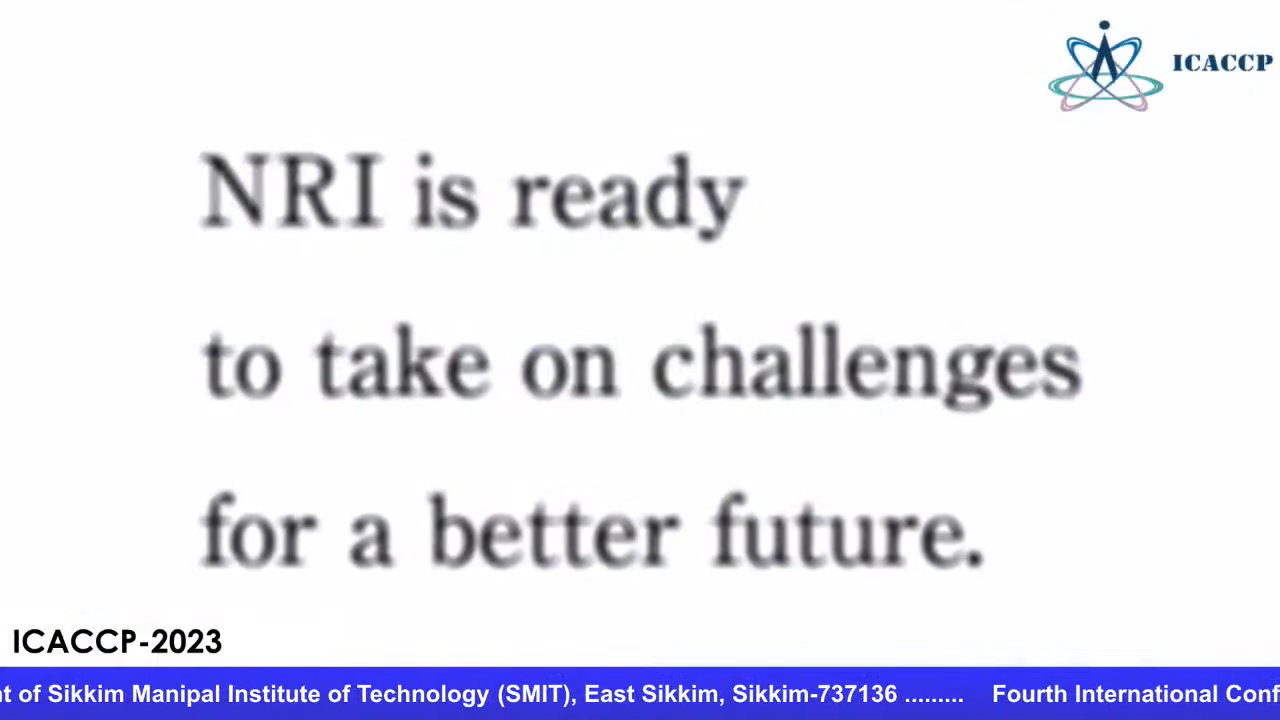 ICACCP
NRI is ready
to take on challenges
for a better future.
ICACCP-2023
nt of Sikkim Manipal Institute of Technology (SMIT), East Sikkim, Sikkim-737136 ......... Fourth International Conf